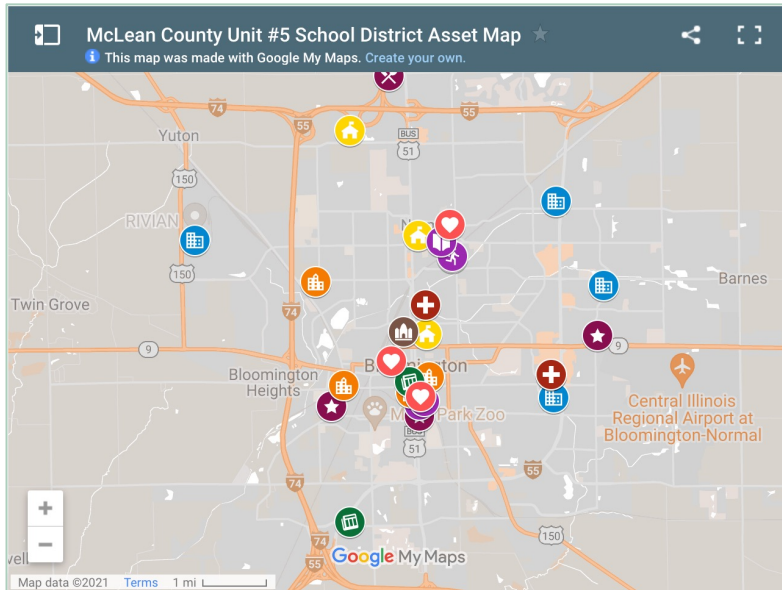 McLean County Unit #5 School District Asset Map
This map was made with Google My Maps. Create your own.
74
55
55
BUS
51
Yuton
150
RIVIAN
150
Barnes
Twin Grove
74
9
9
Bloomington
Heights
Park Zoo
Central Illinois
Regional Airport at
Bloomington-Normal
BUS
51
55
74
150
74
55
+
−
Google My Maps
Map data ©2021 Terms 1 mi